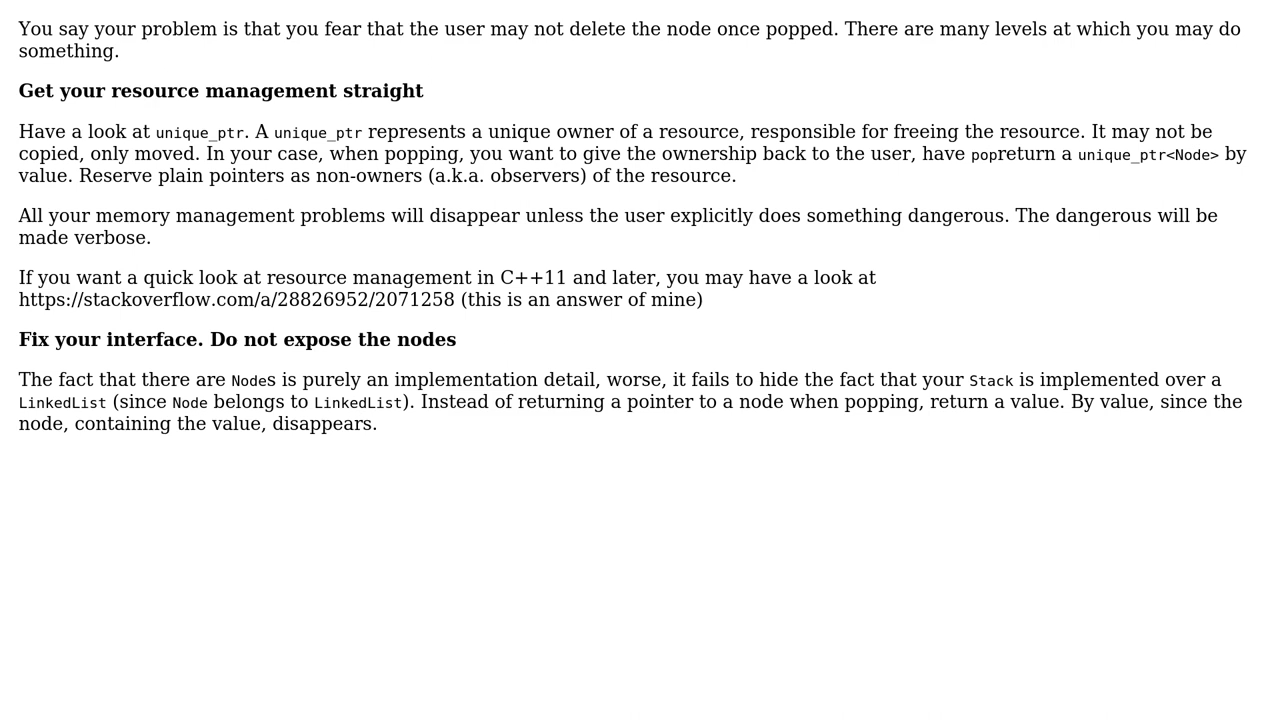 You say your problem is that you fear that the user may not delete the node once popped. There are many levels at which you may do
something.
Get your resource management straight
Have a look at unique_ptr. A unique_ptr represents a unique owner of a resource, responsible for freeing the resource. It may not be
copied, only moved. In your case, when popping, you want to give the ownership back to the user, have popreturn a unique_ptr<Node> by
value. Reserve plain pointers as non-owners (a.k.a. observers) of the resource.
All your memory management problems will disappear unless the user explicitly does something dangerous. The dangerous will be
made verbose.
If you want a quick look at resource management in C++11 and later, you may have a look at
https://stackoverflow.com/a/28826952/2071258 (this is an answer of mine)
Fix your interface. Do not expose the nodes
The fact that there are Nodes is purely an implementation detail, worse, it fails to hide the fact that your Stack is implemented over a
LinkedList (since Node belongs to LinkedList). Instead of returning a pointer to a node when popping, return a value. By value, since the
node, containing the value, disappears.